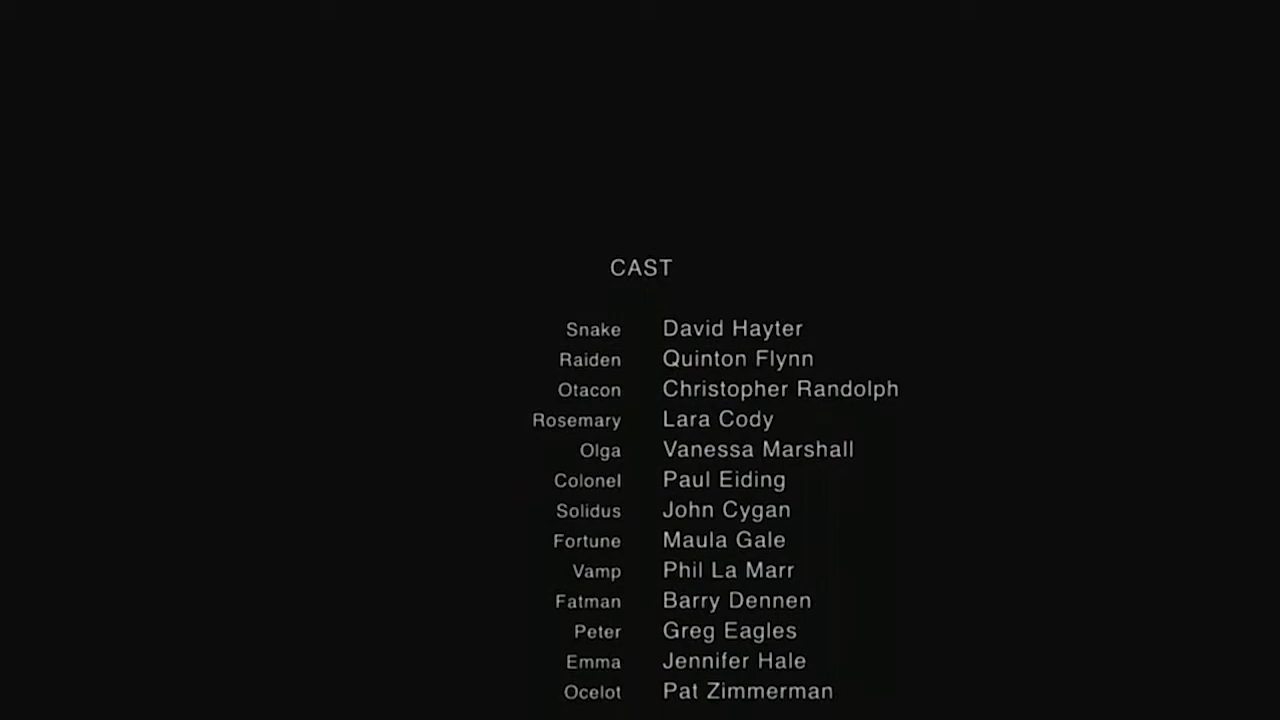 CAST
Snake David Hayter
Raiden Quinton Flynn
Otacon Christopher Randolph
Rosemary Lara Cody
Olga Vanessa Marshall
Colonel Paul Eiding
Solidus John Cygan
Fortune Maula Gale
Vamp Phil La Marr
Fatman Barry Dennen
Peter Greg Eagles
Emma Jennifer Hale
Ocelot Pat Zimmerman